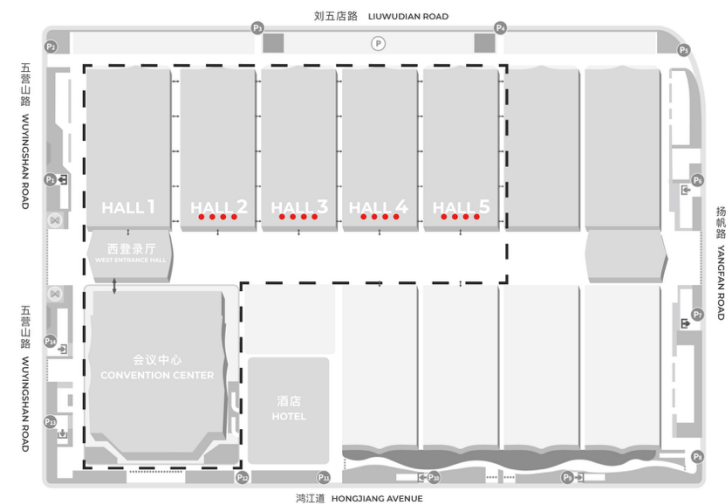 刘五店路 LIUWUDIAN ROAD
P3
P4
P
P2
P5
五营山路 WUYINGSHAN ROAD
P1
P6
HALL 1
HALL 2
HALL 3
HALL 4
HALL 5
扬帆路 YANGFAN ROAD
西登录厅
WEST ENTRANCE HALL
五营山路 WUYINGSHAN ROAD
P7
P14
会议中心
CONVENTION CENTER
酒店
HOTEL
P13
P8
P12
P11
P10
P9
鸿江道 HONGJIANG AVENUE